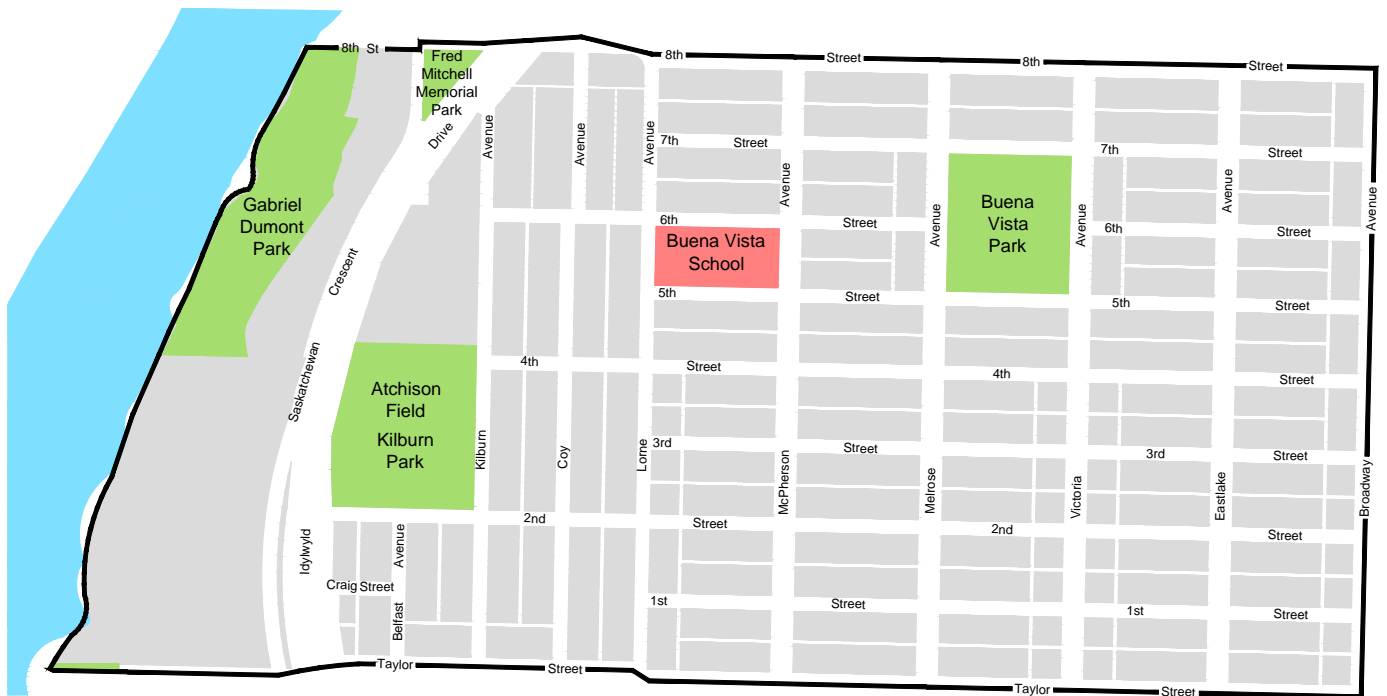 8th St
8th
Street
8th
Street
Fred
Mitchell
Memorial
Park
Drive
Avenue
Avenue
Avenue
7th
Street
7th
Street
Avenue
Avenue
Avenue
Avenue
Avenue
Gabriel
Dumont
Park
Crescent
Saskatchewan
6th
Street
6th
Street
Buena Vista
School
Buena
Vista
Park
5th
Street
5th
Street
4th
Street
4th
Street
Atchison
Field
Kilburn
Park
Kilburn
Coy
Lorne
3rd
Street
3rd
Street
McPherson
Melrose
Victoria
Eastlake
Broadway
2nd
Street
2nd
Street
Idylwyld
Avenue
Belfast
Craig Street
1st
Street
1st
Street
Taylor
Street
Taylor
Street